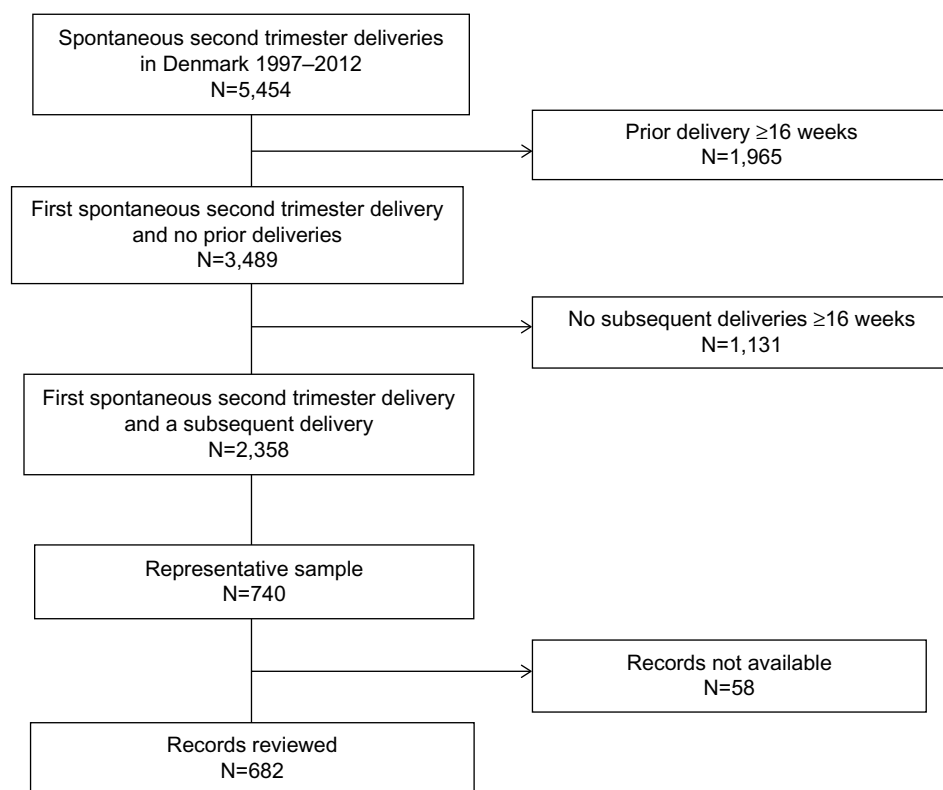 Spontaneous second trimester deliveries
in Denmark 1997–2012
N=5,454
Prior delivery ≥16 weeks
N=1,965
First spontaneous second trimester delivery
and no prior deliveries
N=3,489
No subsequent deliveries ≥16 weeks
N=1,131
First spontaneous second trimester delivery
and a subsequent delivery
N=2,358
Representative sample
N=740
Records not available
N=58
Records reviewed
N=682